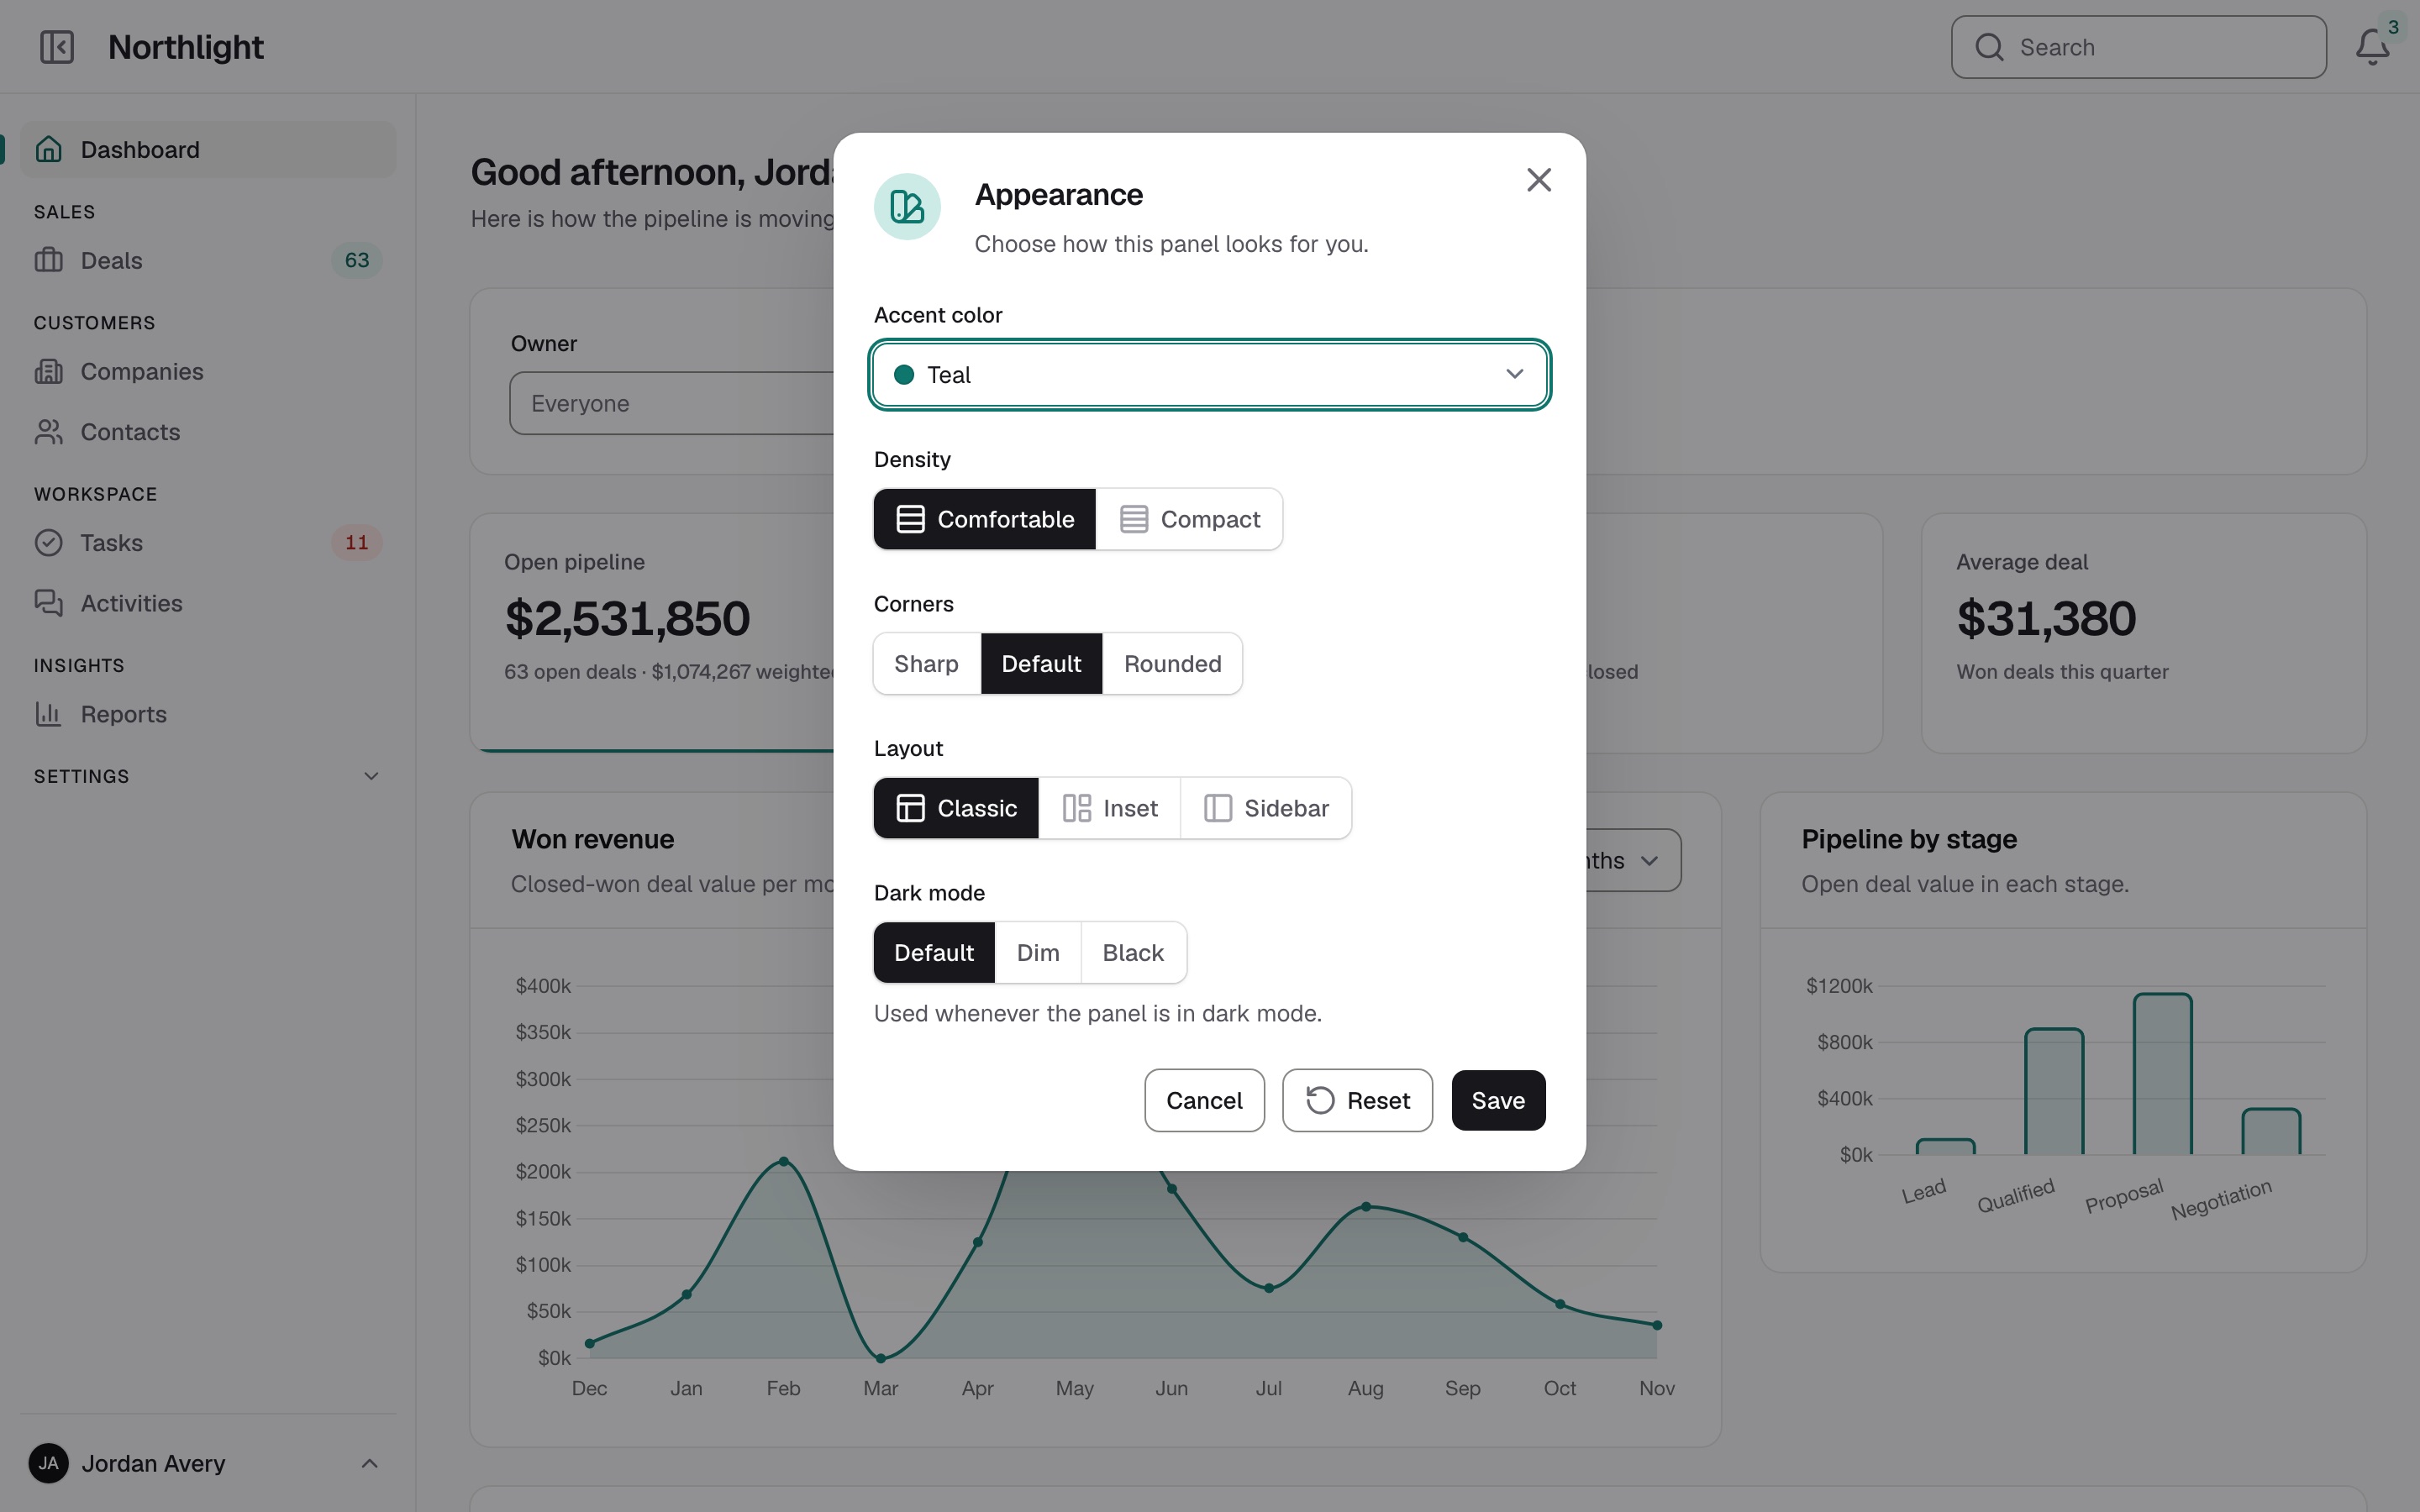 Northlight
Search
3
Dashboard
SALES
Deals
63
CUSTOMERS
Companies
Contacts
WORKSPACE
Tasks
11
Activities
INSIGHTS
Reports
SETTINGS
JA
Jordan Avery
Good afternoon,
Here is how the pipeline is moving
Owner
Everyone
Open pipeline
$2,531,850
63 open deals · $1,074,267 weighted
Average deal
$31,380
Won deals this quarter
Won revenue
Closed-won deal value per
$400k
$350k
$300k
$250k
$200k
$150k
$100k
$50k
$0k
Dec
Jan
Feb
Mar
Apr
May
Jun
Jul
Aug
Sep
Oct
Nov
Pipeline by stage
Open deal value in each stage.
$1200k
$800k
$400k
$0k
Lead
Qualified
Proposal
Negotiation
Appearance
Choose how this panel looks for you.
Accent color
Teal
Density
Comfortable
Compact
Corners
Sharp
Default
Rounded
Layout
Classic
Inset
Sidebar
Dark mode
Default
Dim
Black
Used whenever the panel is in dark mode.
Cancel
Reset
Save